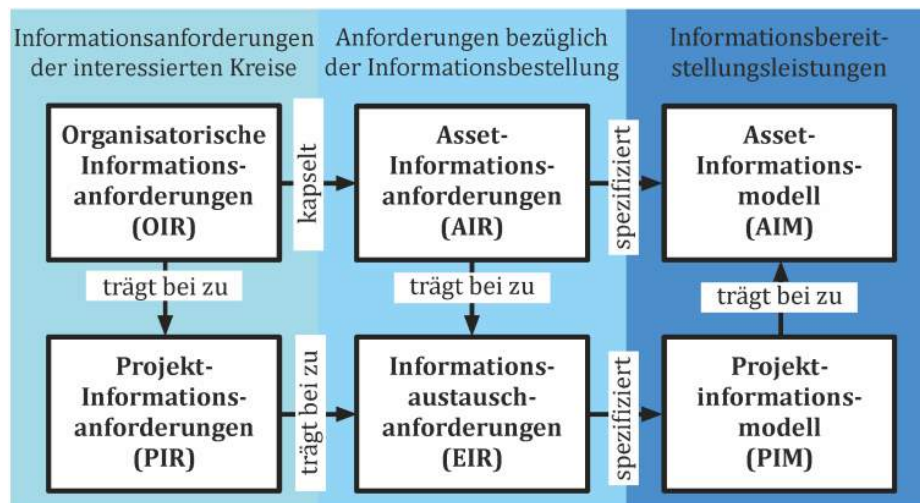 Informationsanforderungen
der interessierten Kreise
Anforderungen bezüglich
der Informationsbestellung
Informationsbereit-
stellungsleistungen
Organisatorische
Informations-
anforderungen
(OIR)
kapselt
Asset-
Informations-
anforderungen
(AIR)
spezifiziert
Asset-
Informations-
modell
(AIM)
trägt bei zu
trägt bei zu
trägt bei zu
Projekt-
Informations-
anforderungen
(PIR)
trägt bei zu
Informations-
austausch-
anforderungen
(EIR)
spezifiziert
Projekt-
informations-
modell
(PIM)